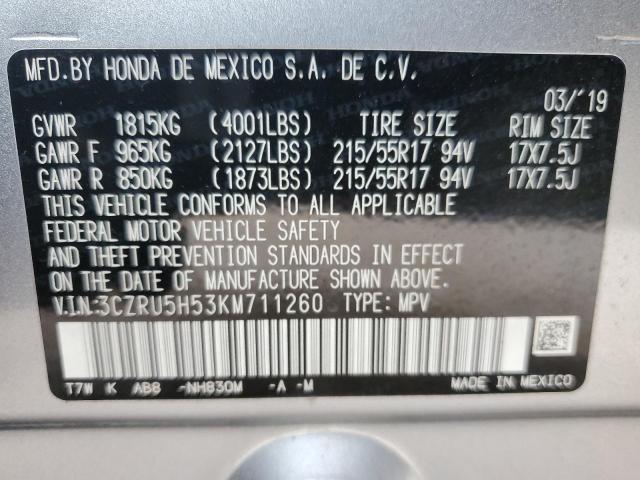 MFD. BY HONDA DE MEXICO S.A. DE C.V.
03/'19
GVWR 1815KG (4001LBS) TIRE SIZE RIM SIZE
GAWR F 965KG (2127LBS) 215/55R17 94V 17X7.5J
GAWR R 850KG (1873LBS) 215/55R17 94V 17X7.5J
THIS VEHICLE CONFORMS TO ALL APPLICABLE
FEDERAL MOTOR VEHICLE SAFETY
AND THEFT PREVENTION STANDARDS IN EFFECT
ON THE DATE OF MANUFACTURE SHOWN ABOVE.
V.I.N:3CZRU5H53KM711260 TYPE: MPV
T7W K AB8 -NH830M -A -M
MADE IN MEXICO